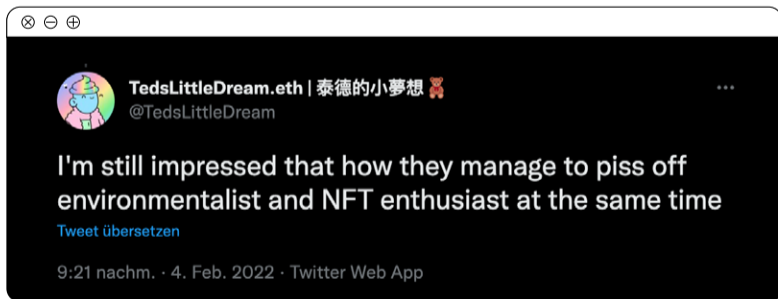 TedsLittleDream.eth | 泰德的小夢想🧸
@TedsLittleDream
I'm still impressed that how they manage to piss off
environmentalist and NFT enthusiast at the same time
Tweet übersetzen
9:21 nachm. · 4. Feb. 2022 · Twitter Web App